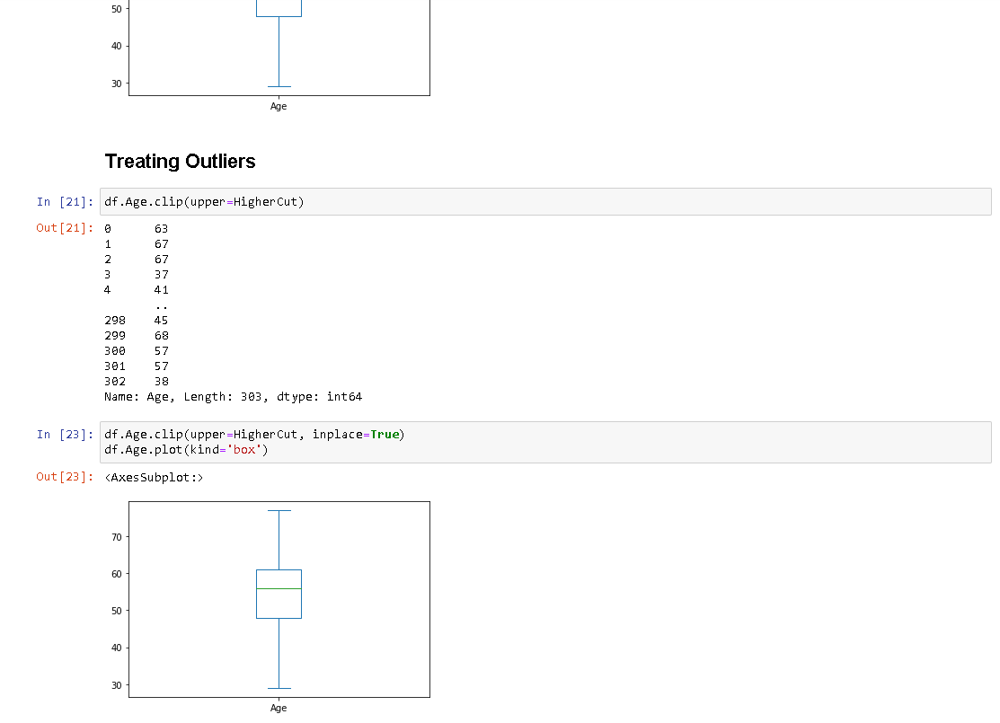 50
40
30
Age
Treating Outliers
In [21]: df.Age.clip(upper=HigherCut)
Out[21]: 0      63
1      67
2      67
3      37
4      41
       ..
298    45
299    68
300    57
301    57
302    38
Name: Age, Length: 303, dtype: int64
In [23]: df.Age.clip(upper=HigherCut, inplace=True)
df.Age.plot(kind='box')
Out[23]: <AxesSubplot:>
70
60
50
40
30
Age